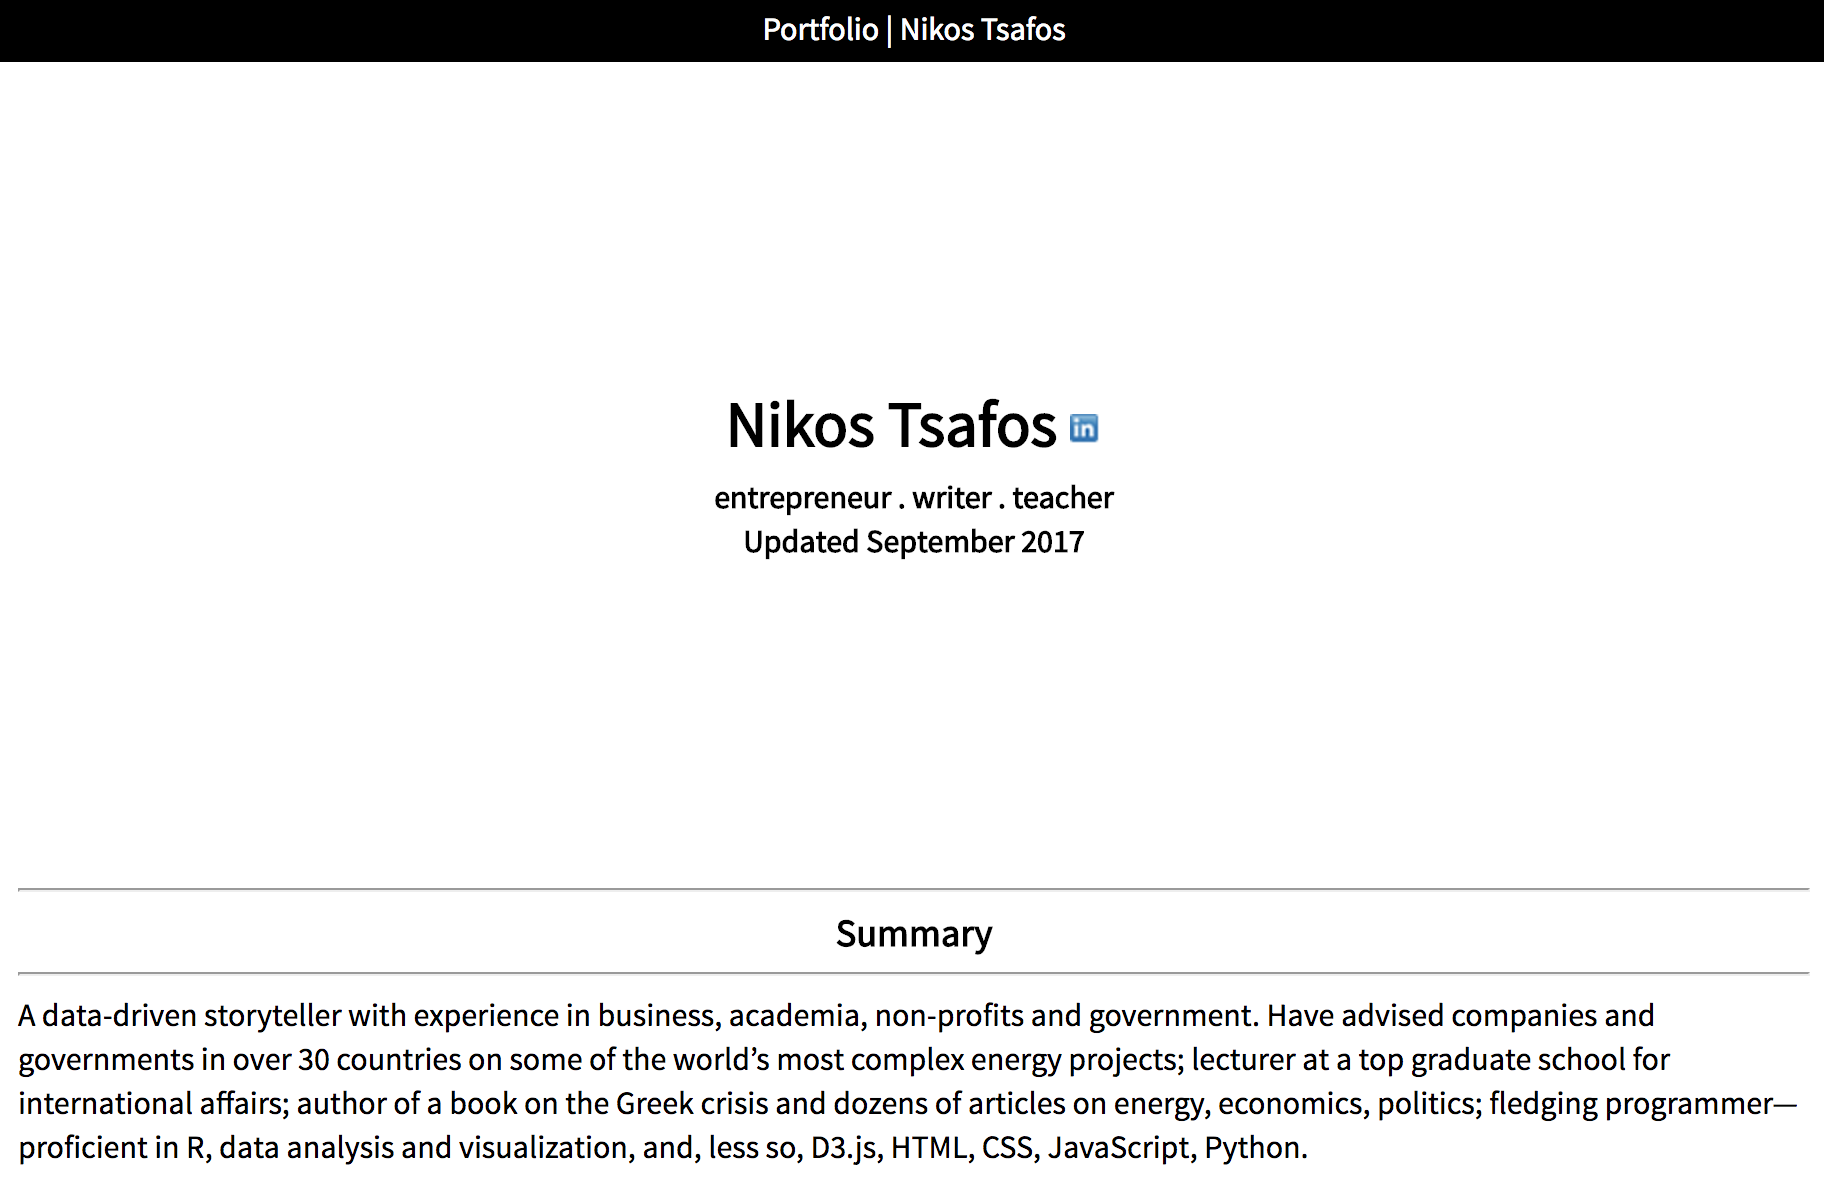 Portfolio | Nikos Tsafos
Nikos Tsafos in
entrepreneur . writer . teacher
Updated September 2017
Summary
A data-driven storyteller with experience in business, academia, non-profits and government. Have advised companies and
governments in over 30 countries on some of the world’s most complex energy projects; lecturer at a top graduate school for
international affairs; author of a book on the Greek crisis and dozens of articles on energy, economics, politics; fledging programmer—
proficient in R, data analysis and visualization, and, less so, D3.js, HTML, CSS, JavaScript, Python.